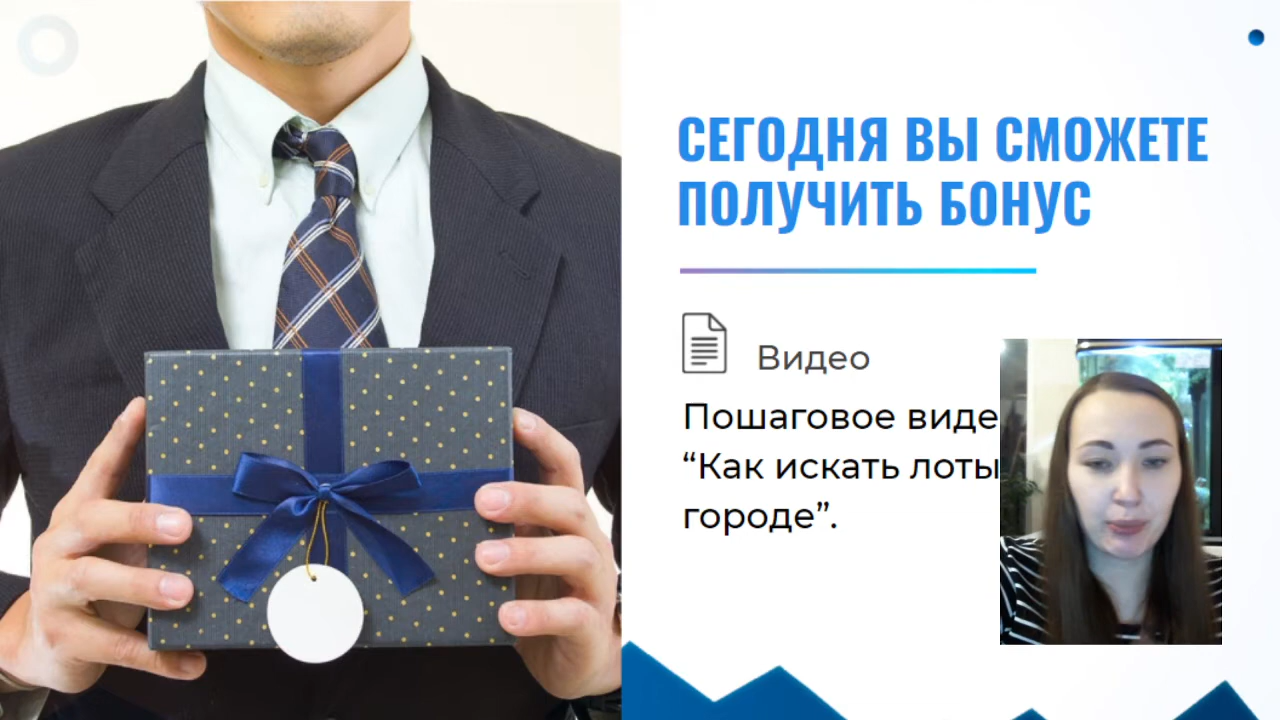 СЕГОДНЯ ВЫ СМОЖЕТЕ
ПОЛУЧИТЬ БОНУС
Видео
Пошаговое виде
“Как искать лоты
городе”.